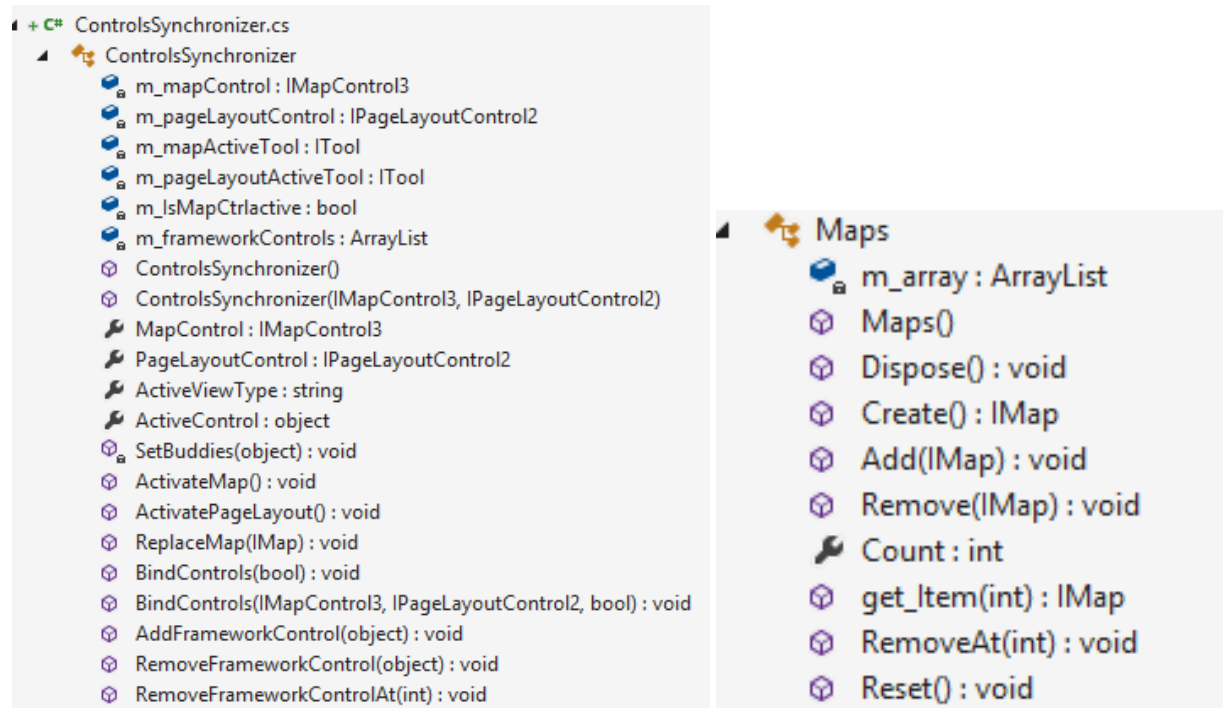 + C# ControlsSynchronizer.cs
ControlsSynchronizer
m_mapControl : IMapControl3
m_pageLayoutControl : IPageLayoutControl2
m_mapActiveTool : ITool
m_pageLayoutActiveTool : ITool
m_IsMapCtrlactive : bool
m_frameworkControls : ArrayList
ControlsSynchronizer()
ControlsSynchronizer(IMapControl3, IPageLayoutControl2)
MapControl : IMapControl3
PageLayoutControl : IPageLayoutControl2
ActiveViewType : string
ActiveControl : object
SetBuddies(object) : void
ActivateMap() : void
ActivatePageLayout() : void
ReplaceMap(IMap) : void
BindControls(bool) : void
BindControls(IMapControl3, IPageLayoutControl2, bool) : void
AddFrameworkControl(object) : void
RemoveFrameworkControl(object) : void
RemoveFrameworkControlAt(int) : void
Maps
m_array : ArrayList
Maps()
Dispose() : void
Create() : IMap
Add(IMap) : void
Remove(IMap) : void
Count : int
get_Item(int) : IMap
RemoveAt(int) : void
Reset() : void